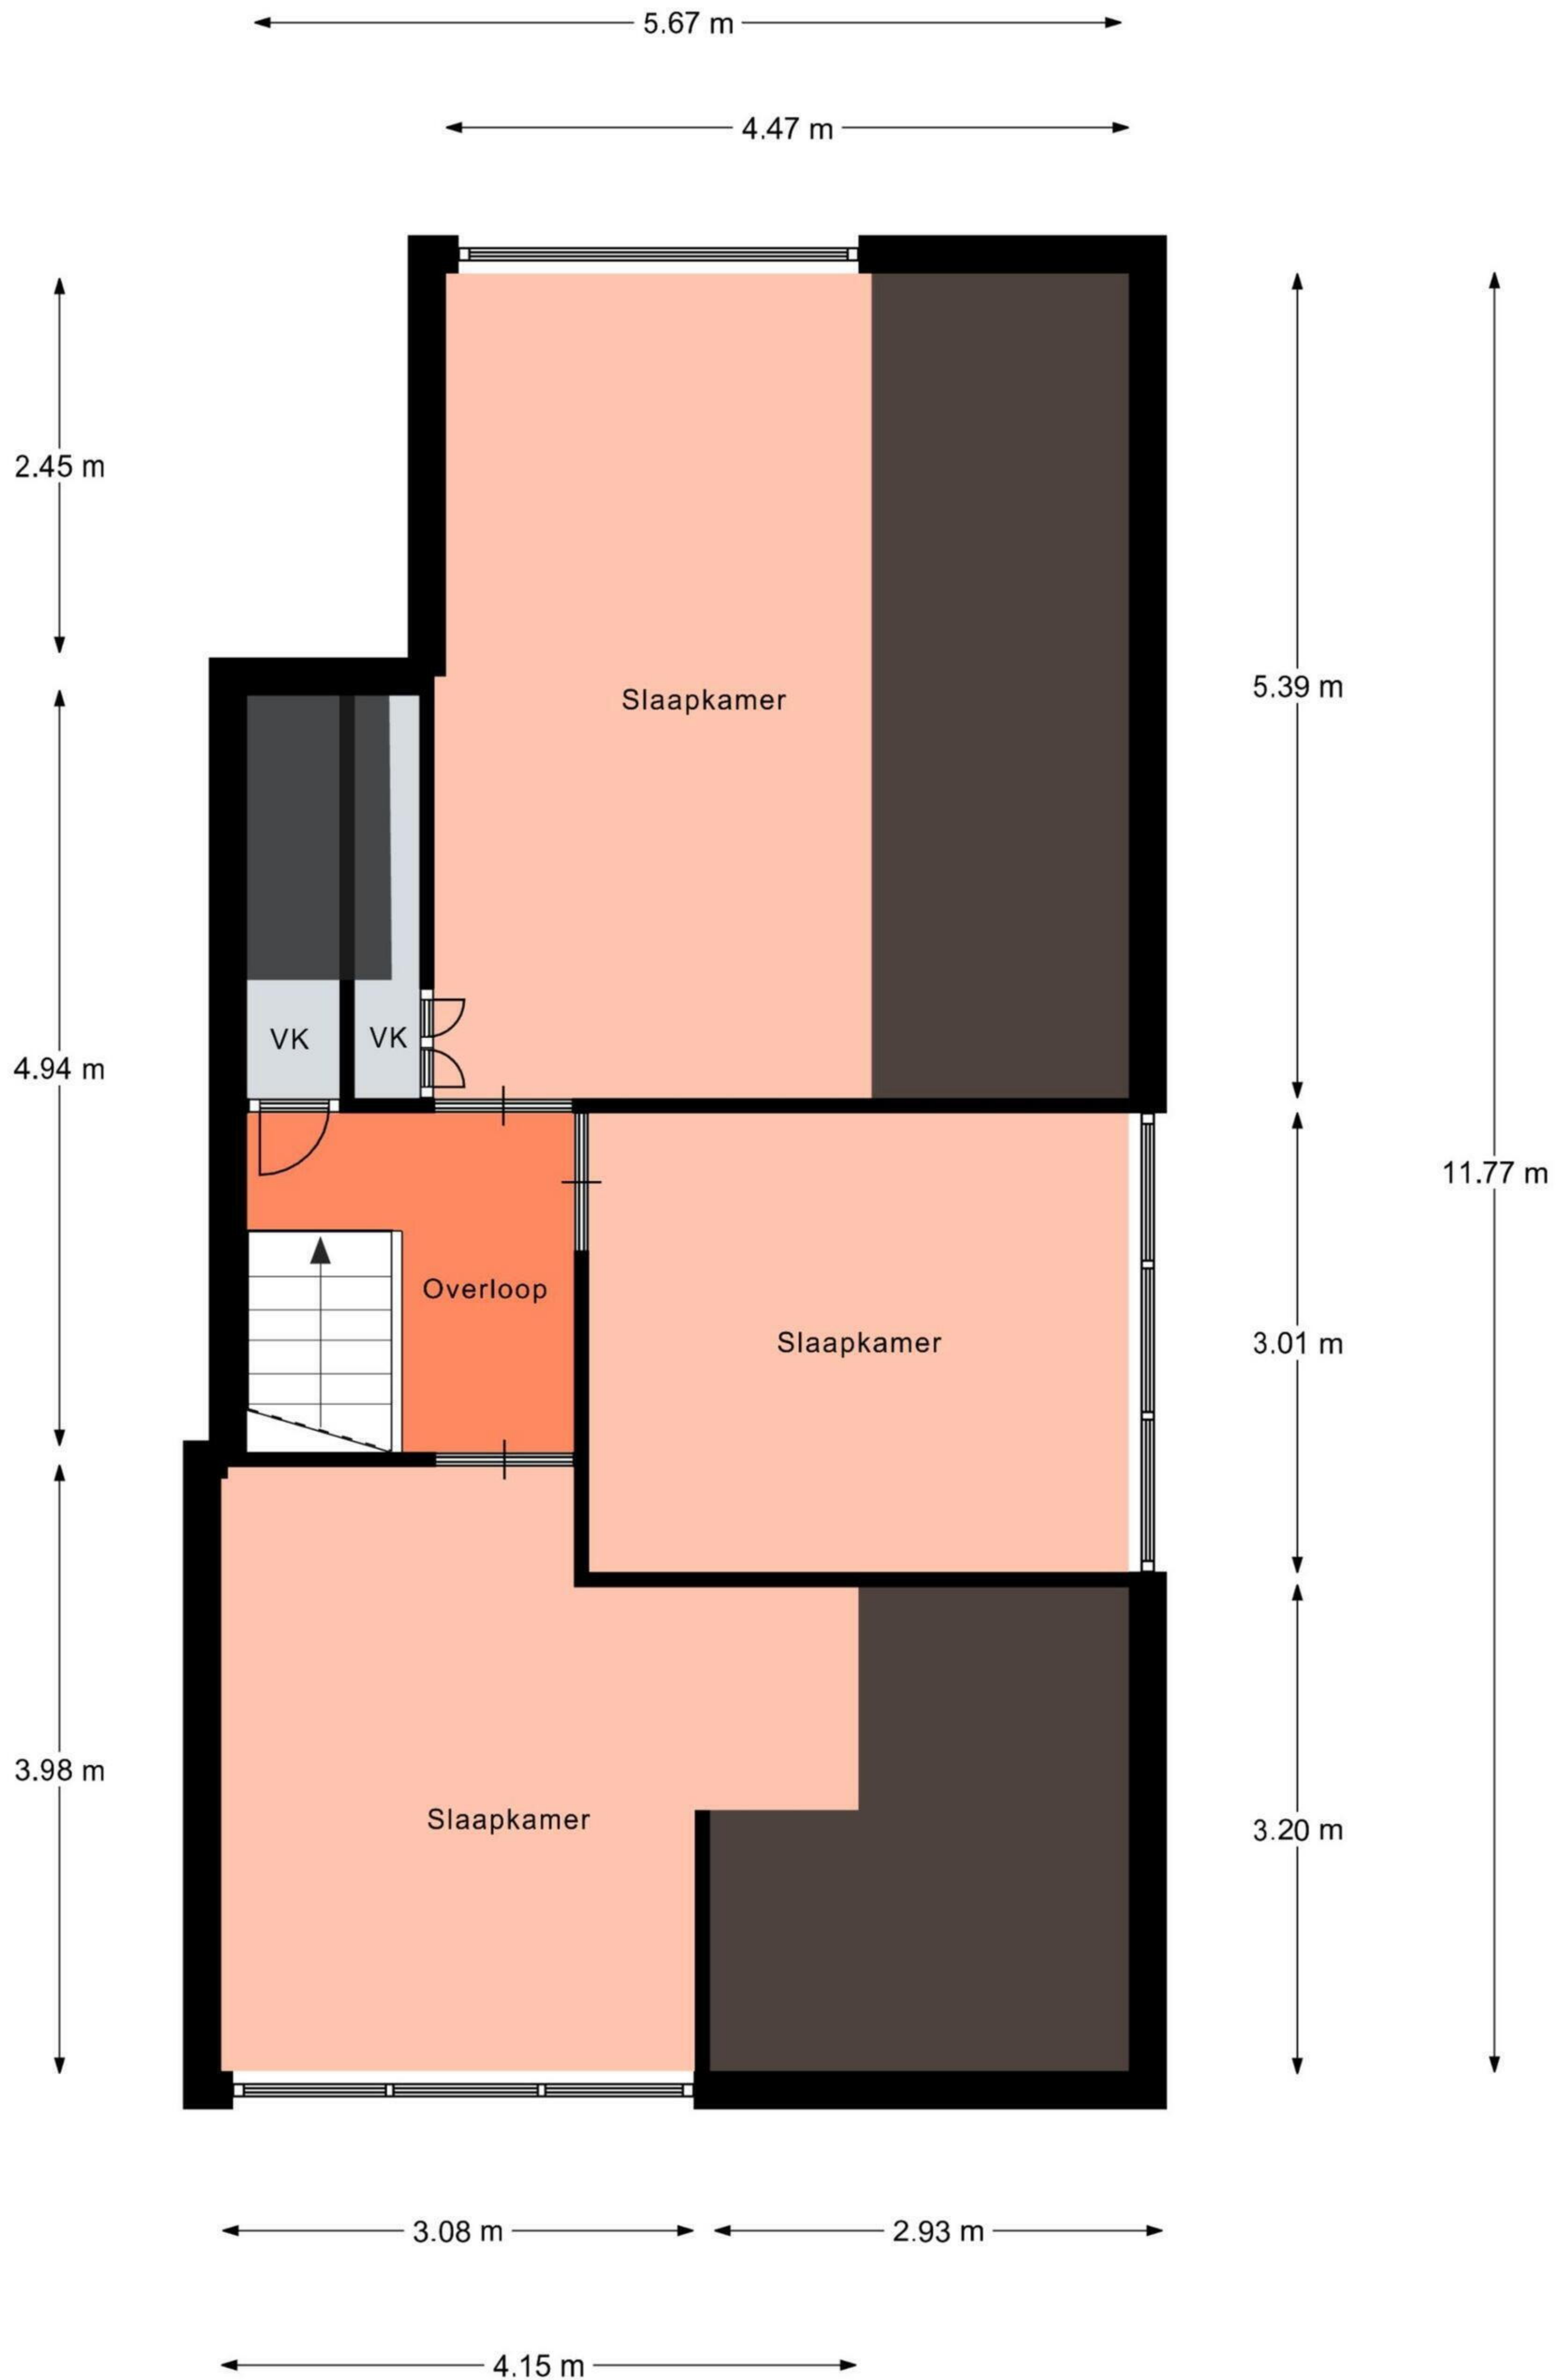 5.67 m
4.47 m
2.45 m
5.39 m
Slaapkamer
4.94 m
VK
VK
11.77 m
Overloop
Slaapkamer
3.01 m
3.98 m
Slaapkamer
3.20 m
3.08 m
2.93 m
4.15 m